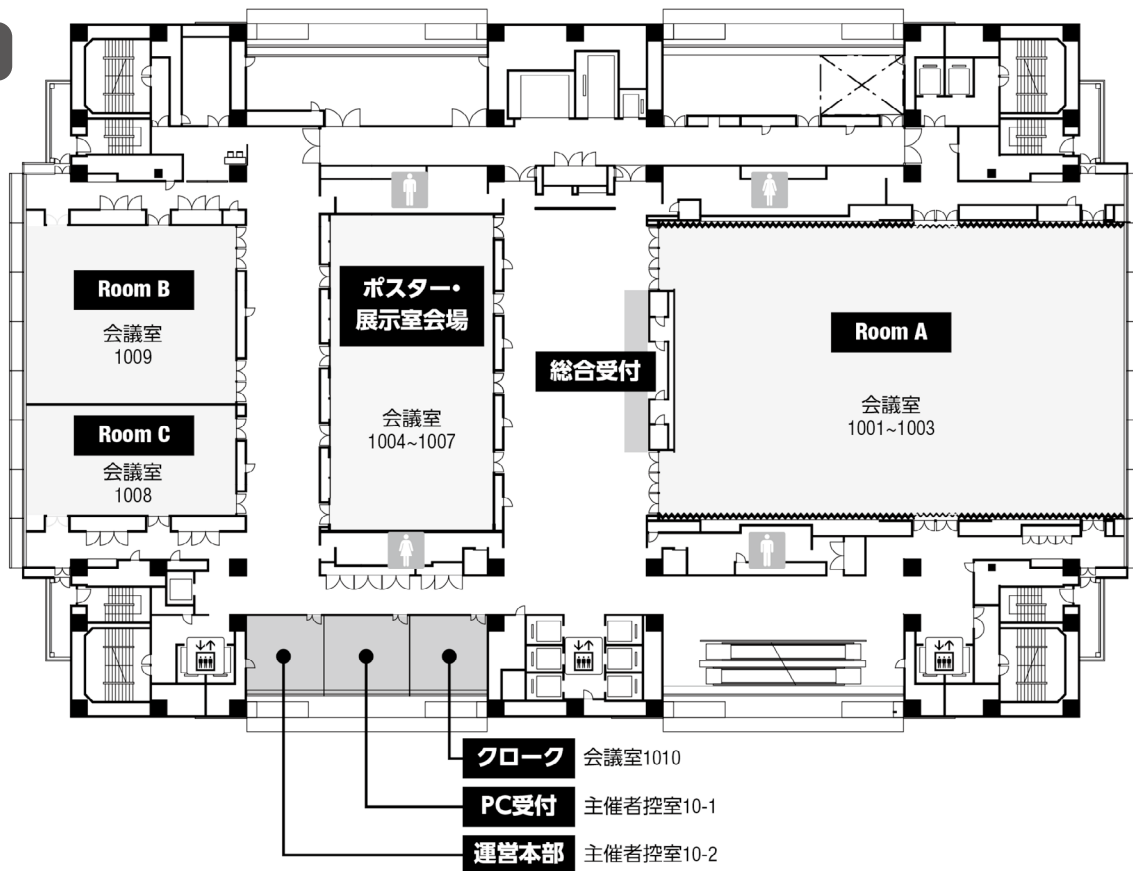 Room B
会議室
1009
Room C
会議室
1008
ポスター・
展示室会場
会議室
1004~1007
総合受付
Room A
会議室
1001~1003
クローク 会議室1010
PC受付 主催者控室10-1
運営本部 主催者控室10-2